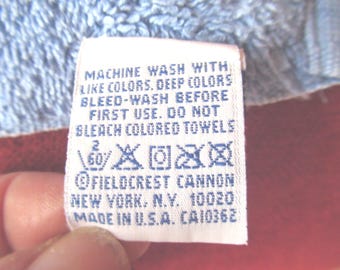 MACHINE WASH WITH
LIKE COLORS. DEEP COLORS
BLEED-WASH BEFORE
FIRST USE. DO NOT
BLEACH COLORED TOWELS
2
60
© FIELDCREST CANNON
NEW YORK, N.Y. 10020
MADE IN U.S.A. CA10362